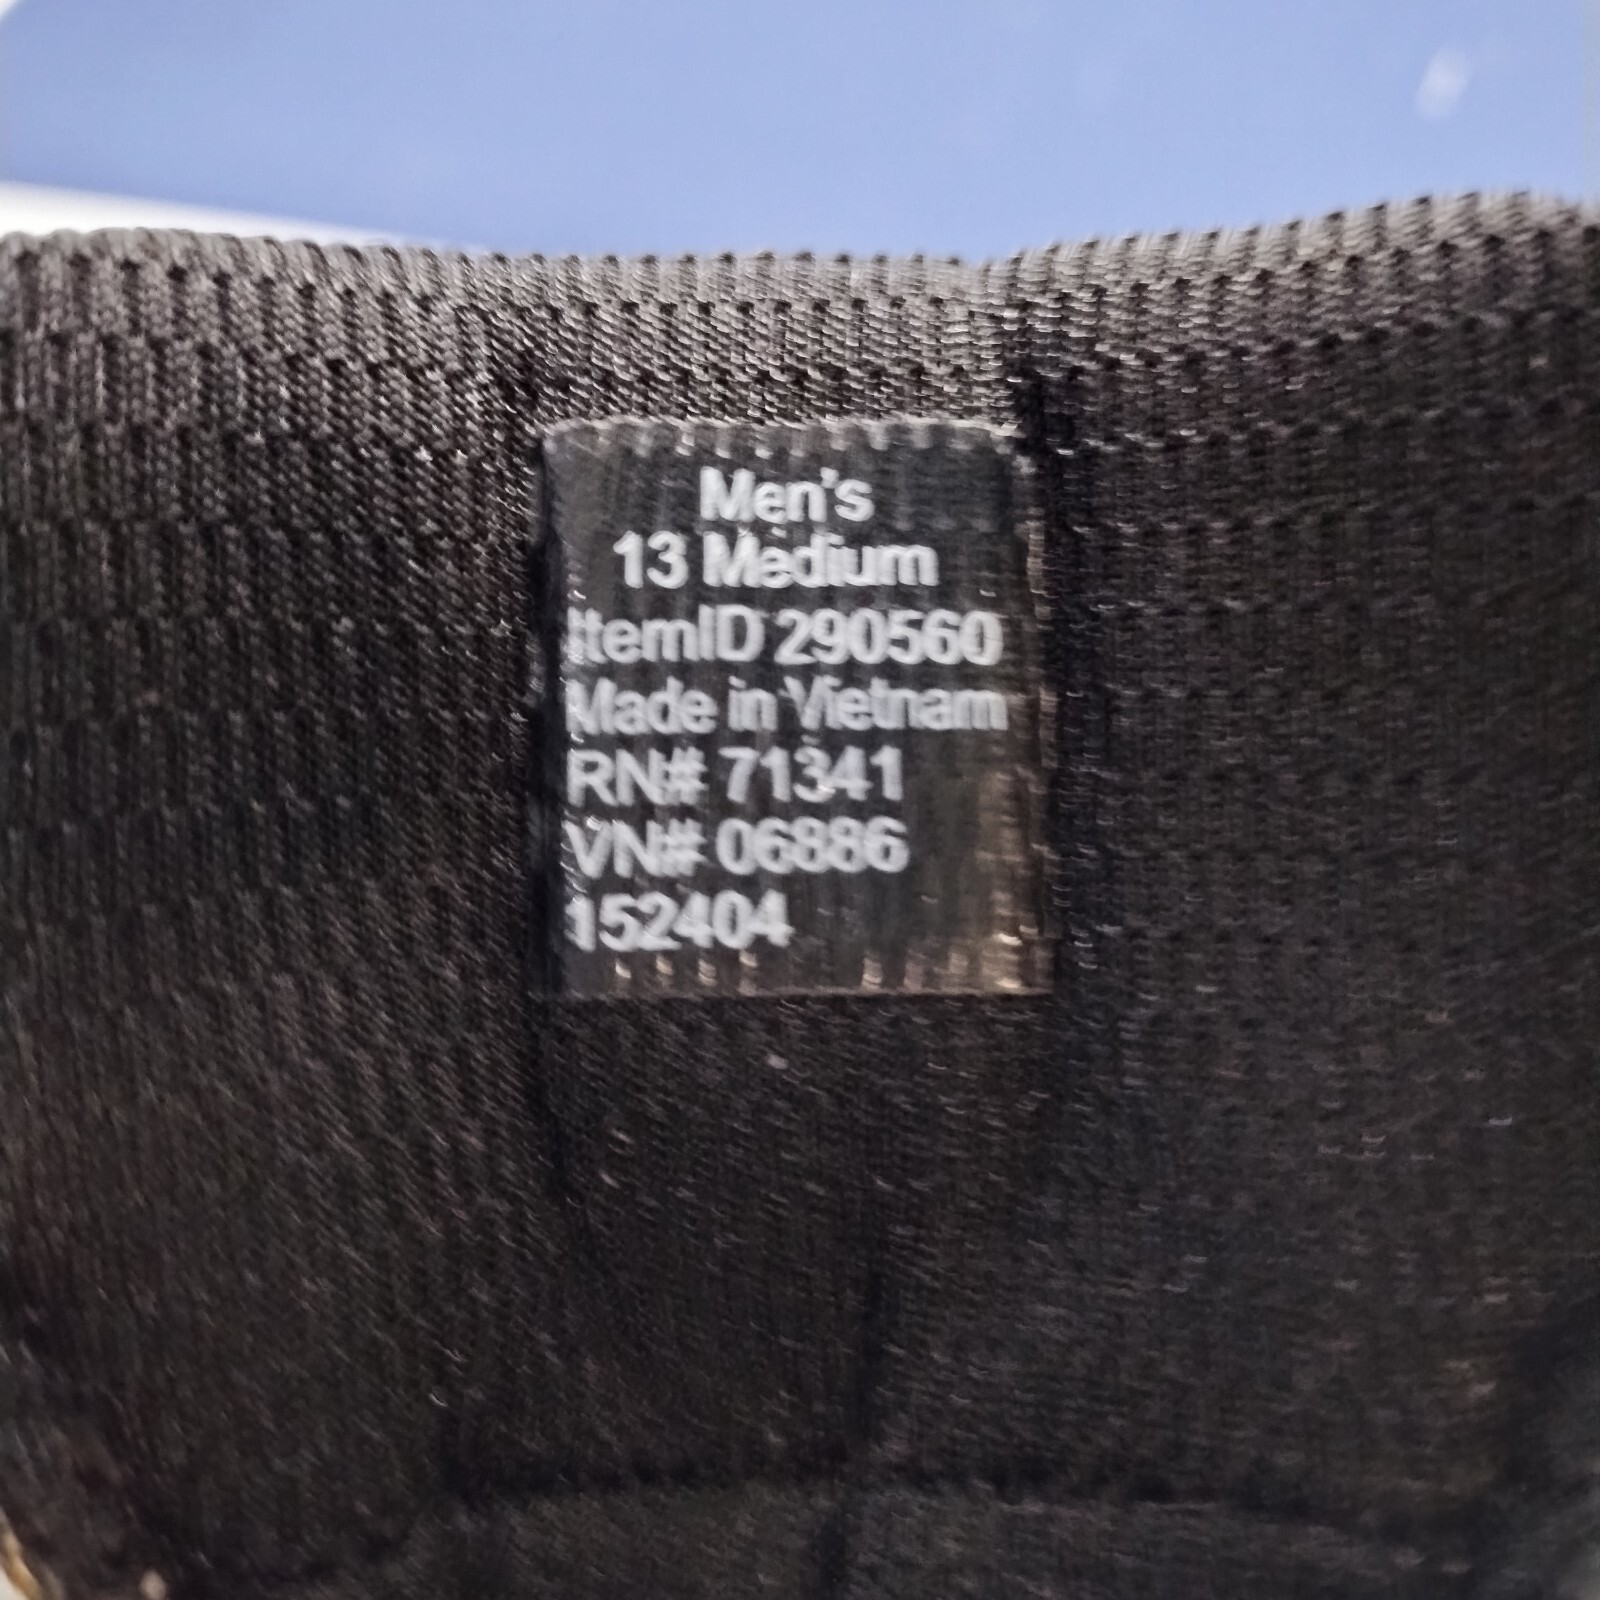 Men's
13 Medium
ItemID 290560
Made in Vietnam
RN# 71341
VN# 06886
152404